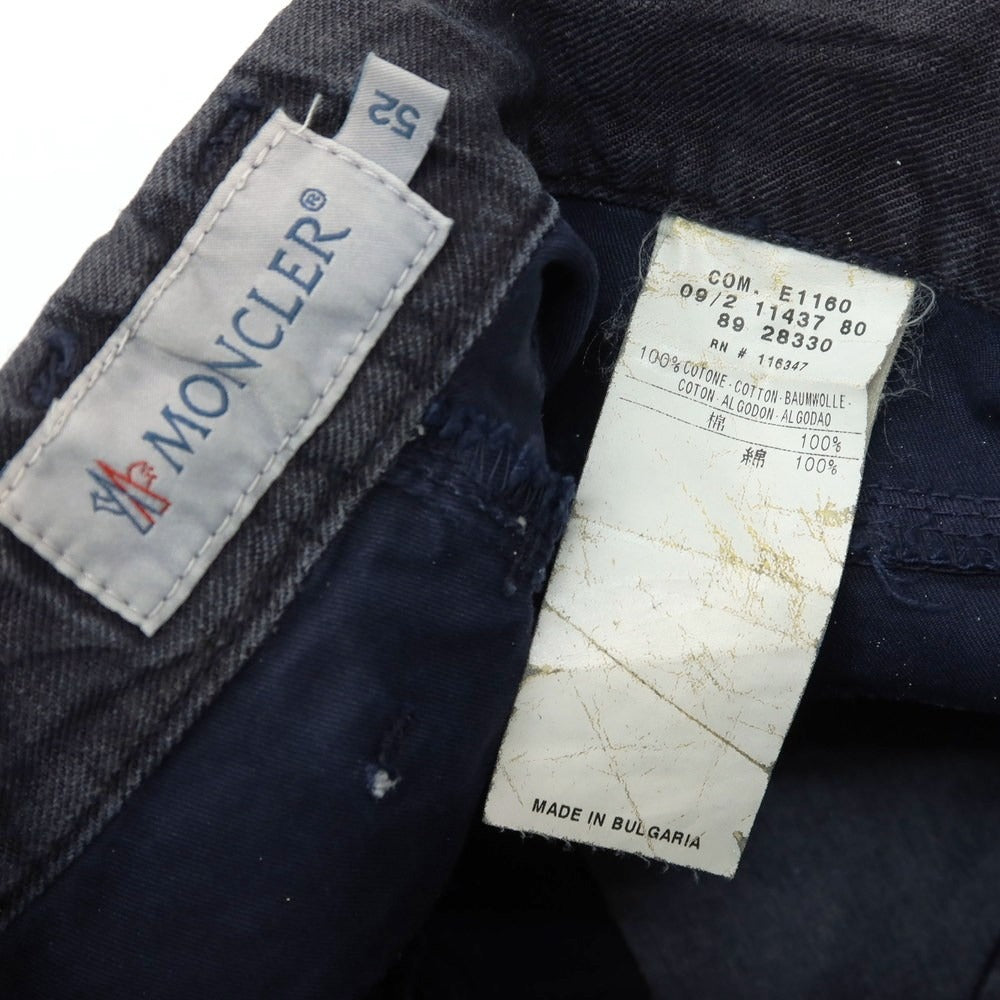 52
MONCLER®
COM. E1160
09/2 11437 80
89 28330
RN # 116347
100% COTONE-COTTON-BAUMWOLLE-
COTON-ALGODON-ALGODAO
棉 100%
綿 100%
MADE IN BULGARIA